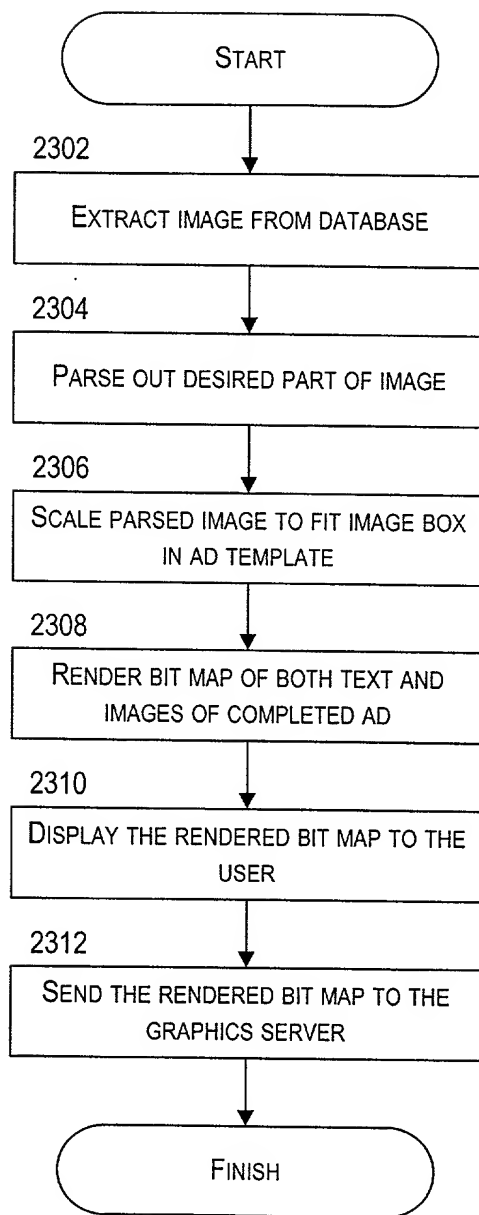 START
2302
EXTRACT IMAGE FROM DATABASE
2304
PARSE OUT DESIRED PART OF IMAGE
2306
SCALE PARSED IMAGE TO FIT IMAGE BOX
IN AD TEMPLATE
2308
RENDER BIT MAP OF BOTH TEXT AND
IMAGES OF COMPLETED AD
2310
DISPLAY THE RENDERED BIT MAP TO THE
USER
2312
SEND THE RENDERED BIT MAP TO THE
GRAPHICS SERVER
FINISH